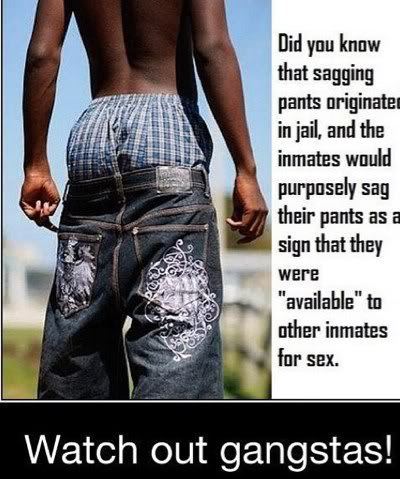 Did you know
that sagging
pants originated
in jail, and the
inmates would
purposely sag
their pants as a
sign that they
were
"available" to
other inmates
for sex.
Watch out gangstas!